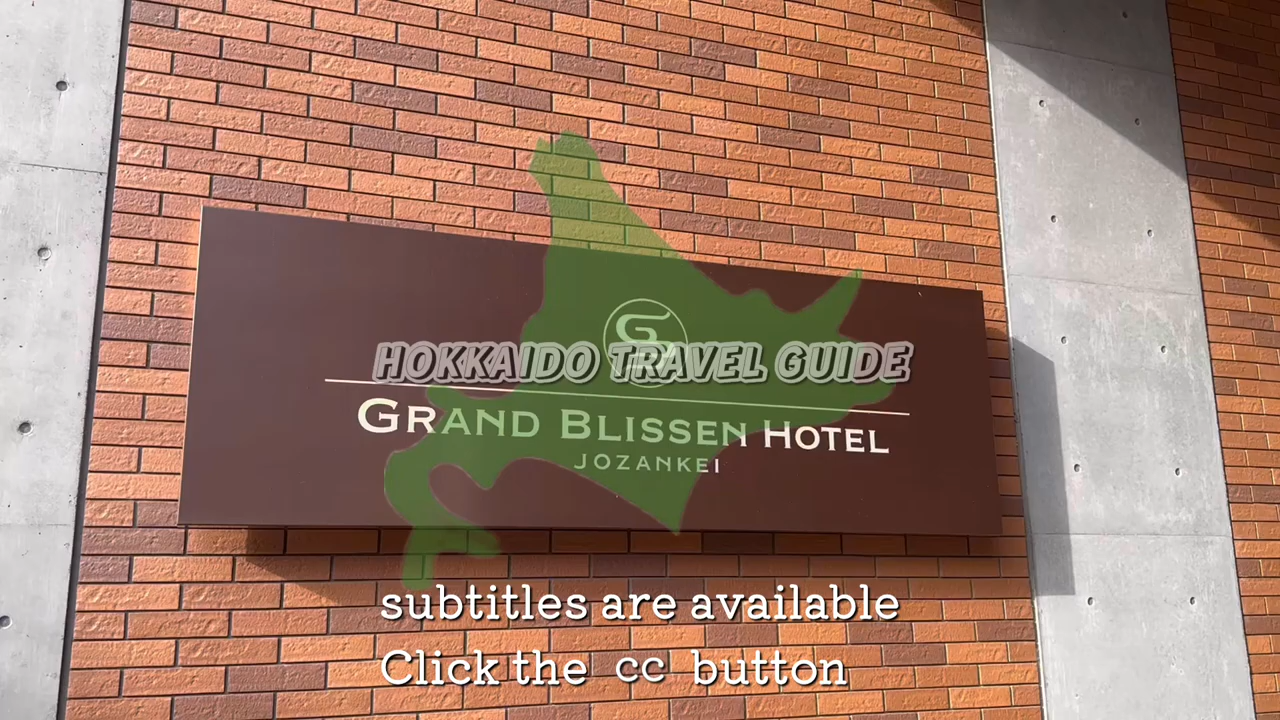 HOKKAIDO TRAVEL GUIDE
GRAND BLISSEN HOTEL
JOZANKEI
subtitles are available
Click the cc button